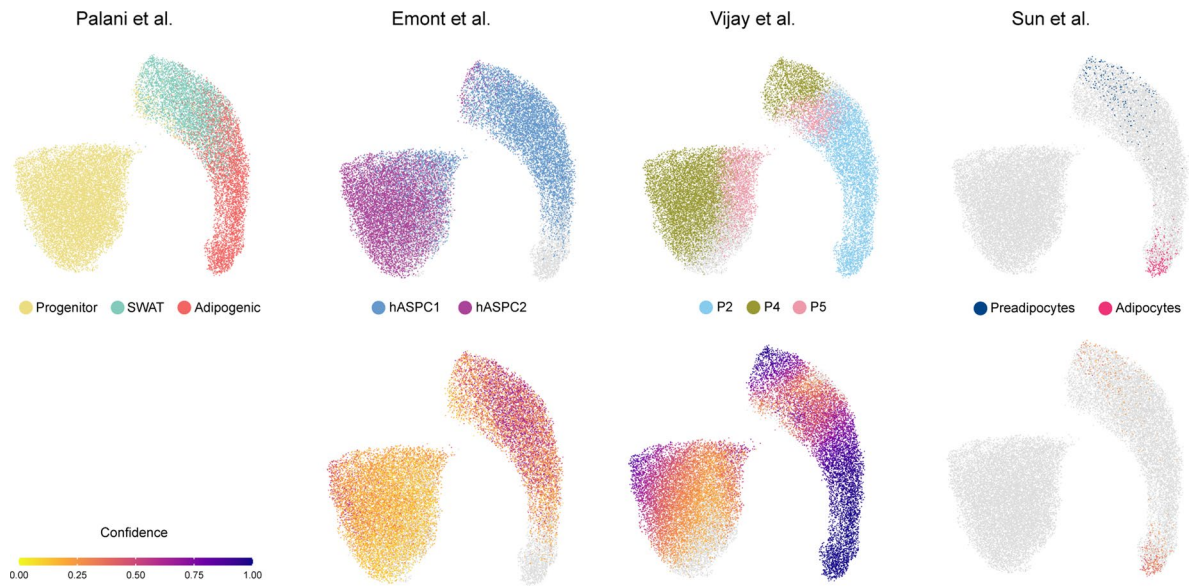 Palani et al. Emont et al. Vijay et al. Sun et al.
Progenitor SWAT Adipogenic hASPC1 hASPC2 P2 P4 P5 Preadipocytes Adipocytes
Confidence
0.00 0.25 0.50 0.75 1.00